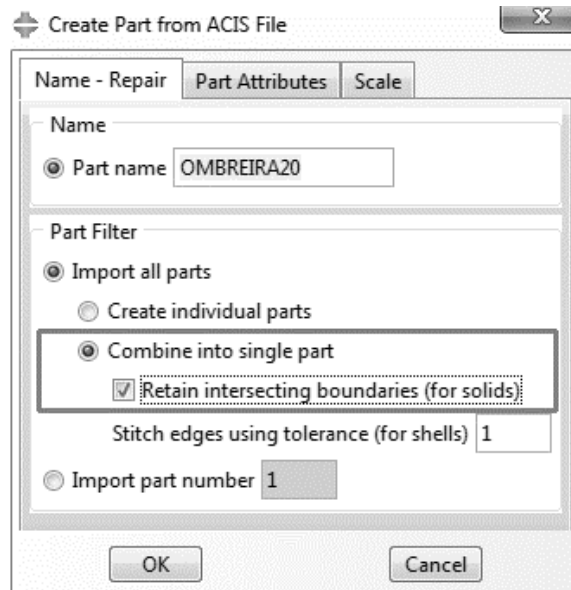 Create Part from ACIS File
Name - Repair Part Attributes Scale
Name
Part name OMBREIRA20
Part Filter
Import all parts
Create individual parts
Combine into single part
Retain intersecting boundaries (for solids)
Stitch edges using tolerance (for shells) 1
Import part number 1
OK Cancel